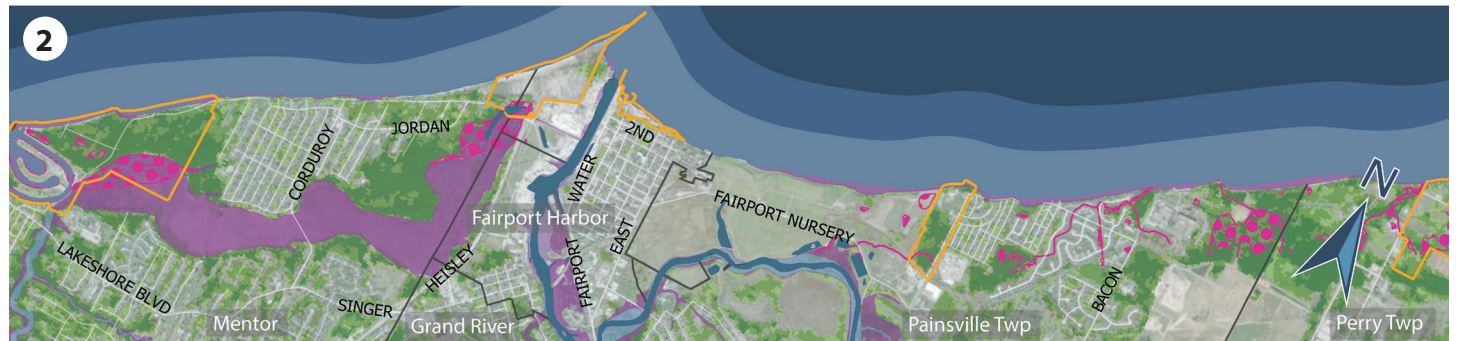 2
N
2ND
JORDAN
CORDUROY
WATER
FAIRPORT NURSERY
Fairport Harbor
EAST
HEISLEY
FAIRPORT
LAKESHORE BLVD
BACON
SINGER
Mentor
Grand River
Painsville Twp
Perry Twp